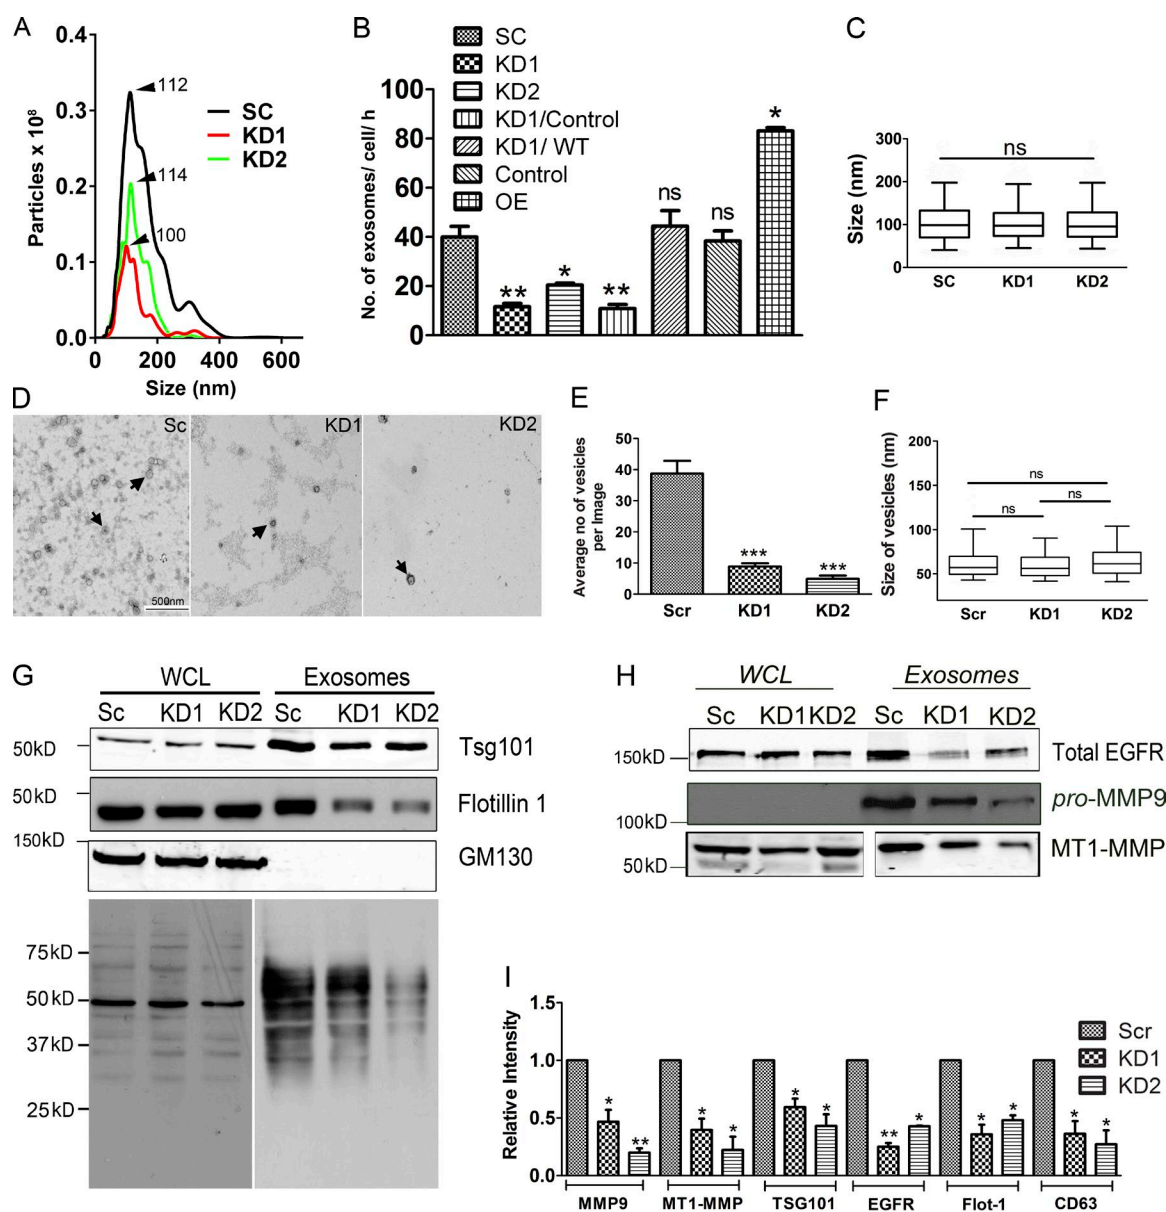 A
0.4
0.3
0.2
0.1
0.0
Particles x 10⁸
112
114
100
SC
KD1
KD2
0 200 400 600
Size (nm)
B
SC
KD1
KD2
KD1/Control
KD1/ WT
Control
OE
100
80
60
40
20
0
No. of exosomes/ cell/ h
** * ** ns ns *
C
ns
300
200
100
0
Size (nm)
SC KD1 KD2
D
Sc KD1 KD2
500nm
E
50
40
30
20
10
0
Average no of vesicles
per Image
*** ***
Scr KD1 KD2
F
200
150
100
50
Size of vesicles (nm)
ns
ns
ns
Scr KD1 KD2
G
WCL Exosomes
Sc KD1 KD2 Sc KD1 KD2
50kD Tsg101
50kD Flotillin 1
150kD GM130
75kD
50kD
37kD
25kD
H
WCL Exosomes
Sc KD1KD2 Sc KD1 KD2
150kD Total EGFR
pro-MMP9
100kD
50kD MT1-MMP
I
1.5
1.0
0.5
0.0
Relative Intensity
Scr
KD1
KD2
* ** * * * * ** * * * * *
MMP9 MT1-MMP TSG101 EGFR Flot-1 CD63